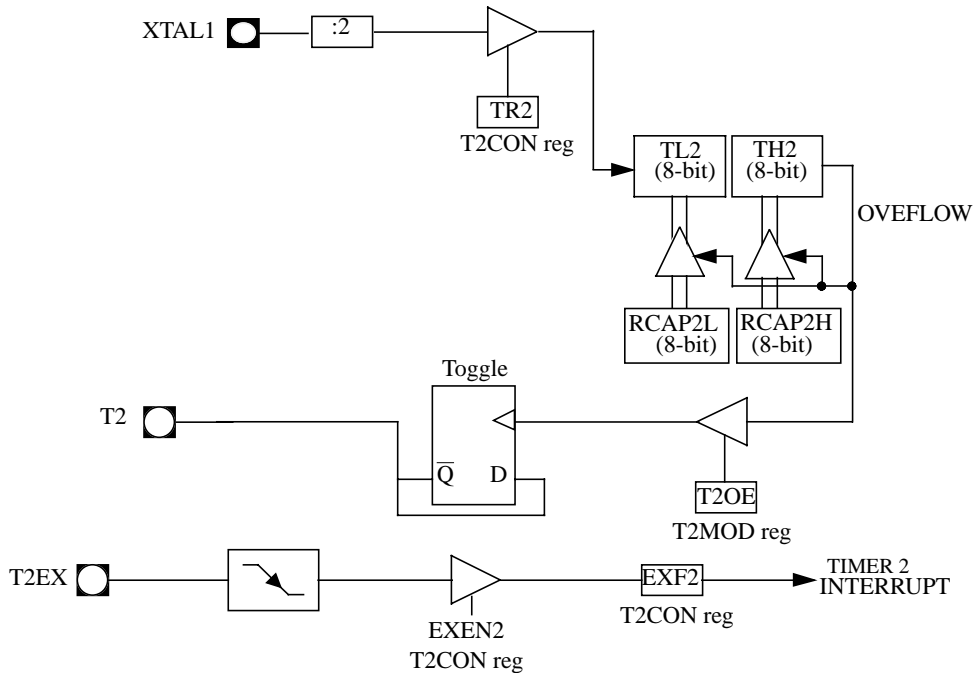 XTAL1
:2
TR2
T2CON reg
TL2
(8-bit)
TH2
(8-bit)
OVEFLOW
RCAP2L
(8-bit)
RCAP2H
(8-bit)
Toggle
T2
Q
D
T2OE
T2MOD reg
T2EX
EXEN2
T2CON reg
EXF2
T2CON reg
TIMER 2
INTERRUPT